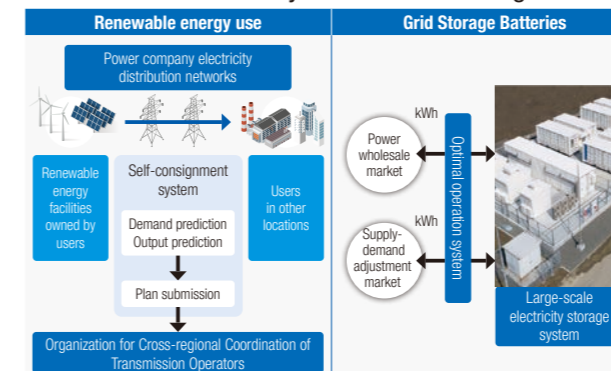 Renewable energy use
Power company electricity
distribution networks
Renewable
energy
facilities
owned by
users
Self-consignment
system
Demand prediction
Output prediction
Plan submission
Users
in other
locations
Organization for Cross-regional Coordination of
Transmission Operators
Grid Storage Batteries
kWh
Power
wholesale
market
kWh
Supply-
demand
adjustment
market
Optimal operation system
Large-scale
electricity storage
system